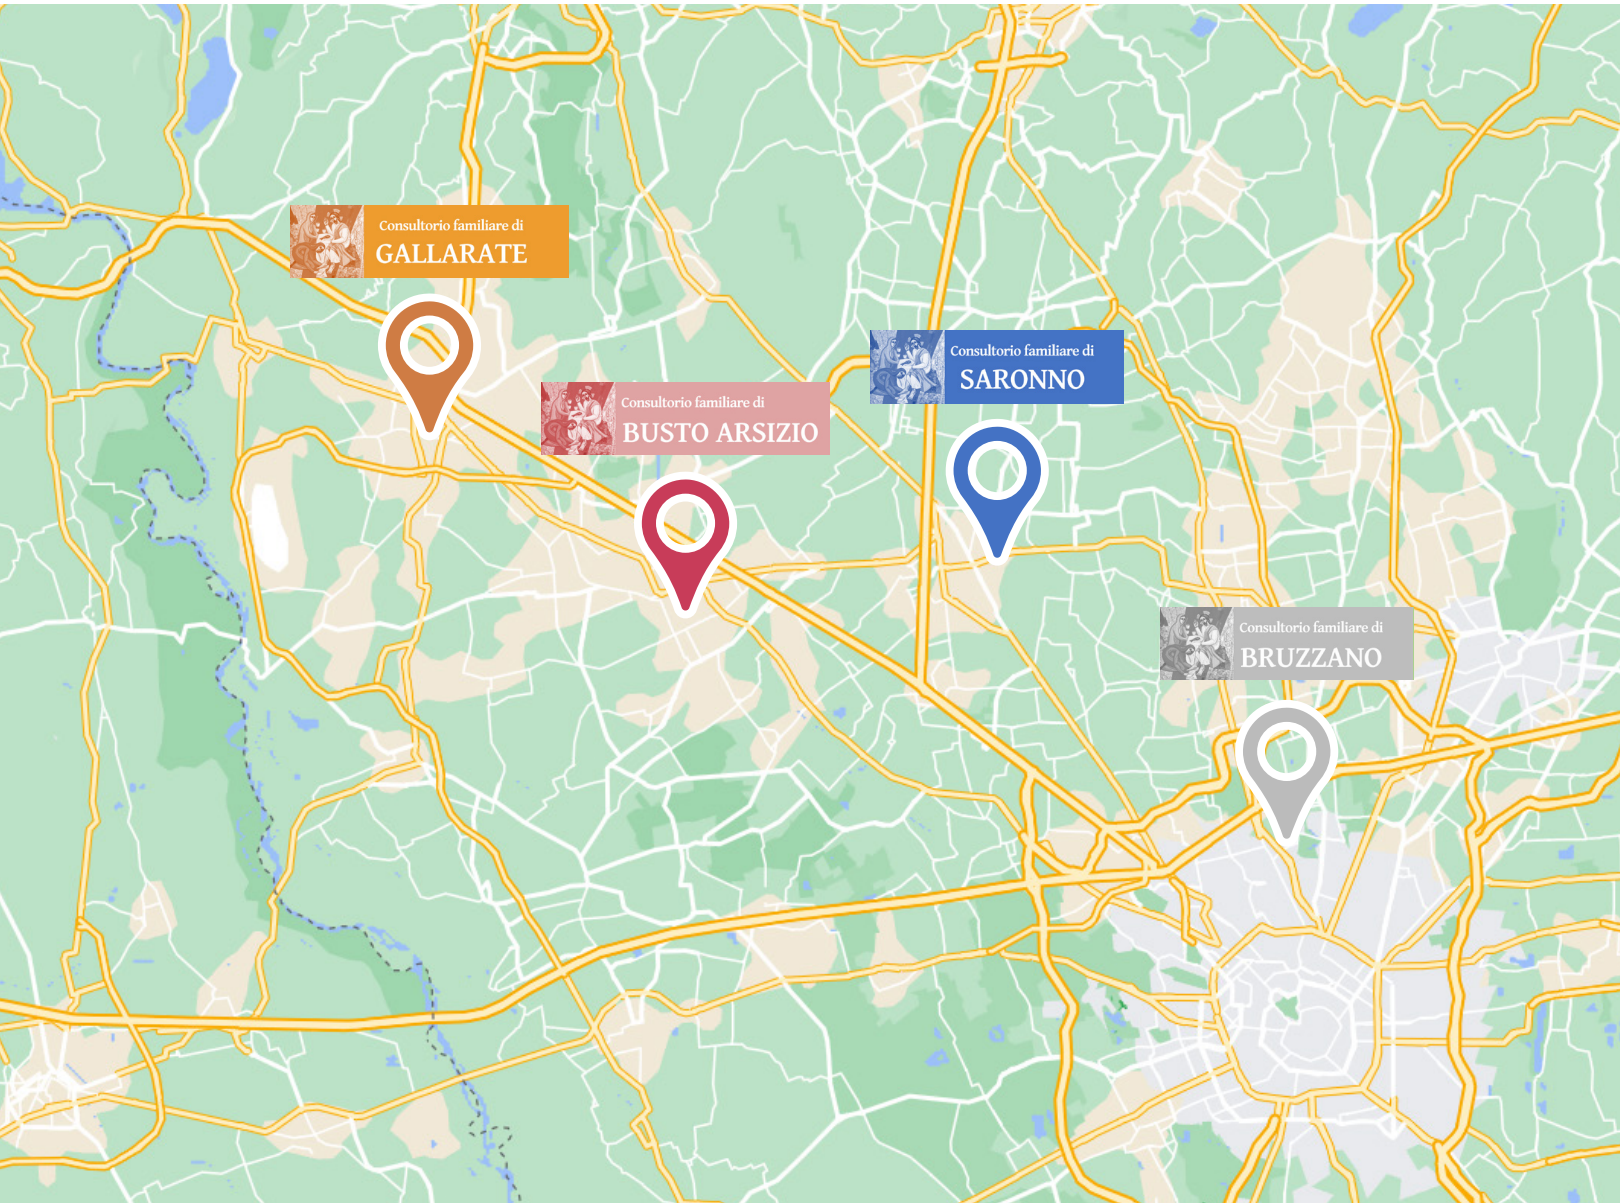 Consultorio familiare di
GALLARATE
Consultorio familiare di
SARONNO
Consultorio familiare di
BUSTO ARSIZIO
Consultorio familiare di
BRUZZANO